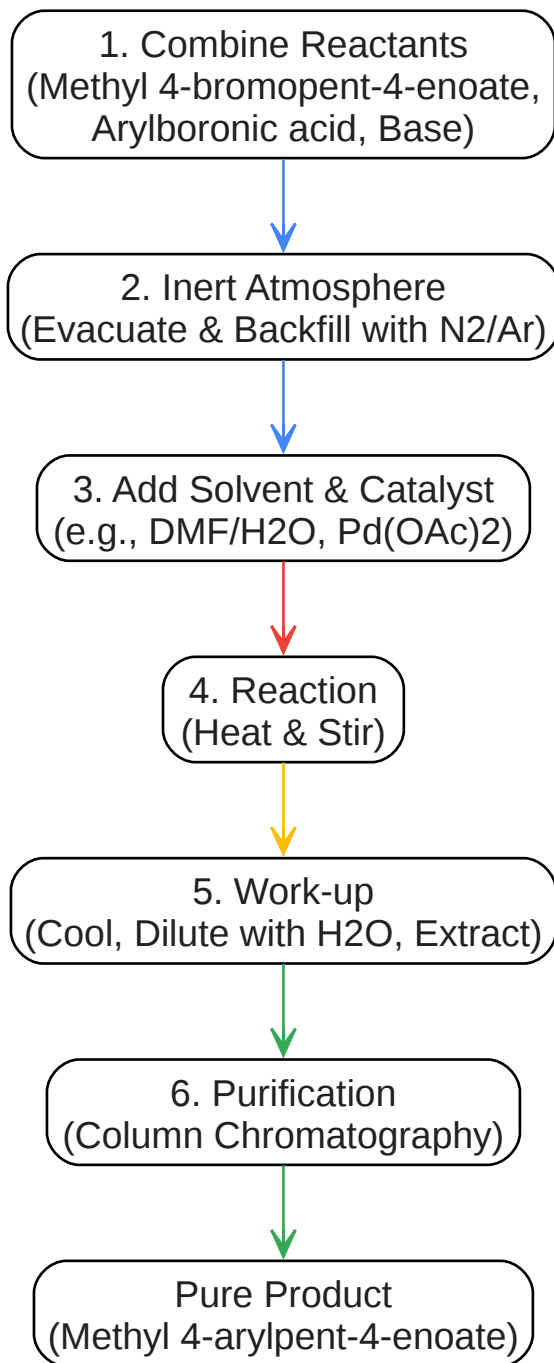 1. Combine Reactants
(Methyl 4-bromopent-4-enoate,
Arylboronic acid, Base)
2. Inert Atmosphere
(Evacuate & Backfill with N2/Ar)
3. Add Solvent & Catalyst
(e.g., DMF/H2O, Pd(OAc)2)
4. Reaction
(Heat & Stir)
5. Work-up
(Cool, Dilute with H2O, Extract)
6. Purification
(Column Chromatography)
Pure Product
(Methyl 4-arylpent-4-enoate)